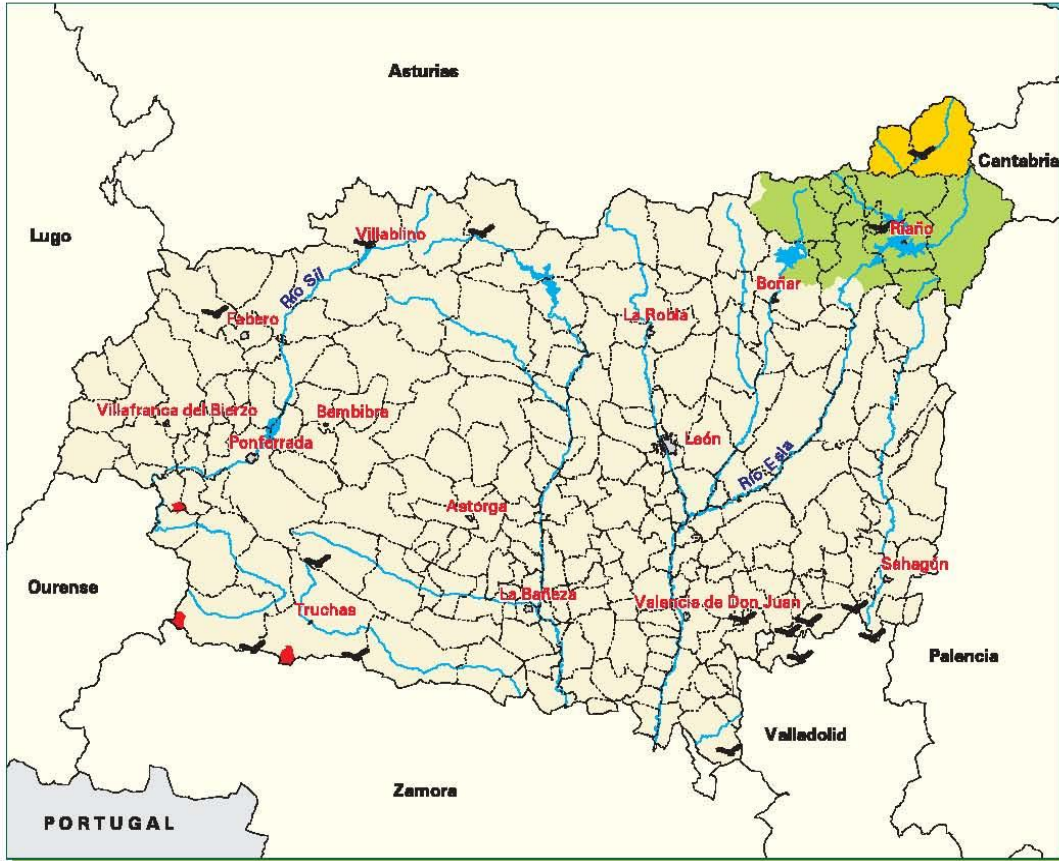 Asturias
Cantabria
Lugo
Villablino
Riaño
Río Sil
Boñar
Fabero
La Robla
Villafranca del Bierzo
Bembibre
Ponferrada
León
Río Esla
Astorga
Sahagún
Ourense
La Bañeza
Valencia de Don Juan
Truchas
Palencia
Valladolid
Zamora
PORTUGAL